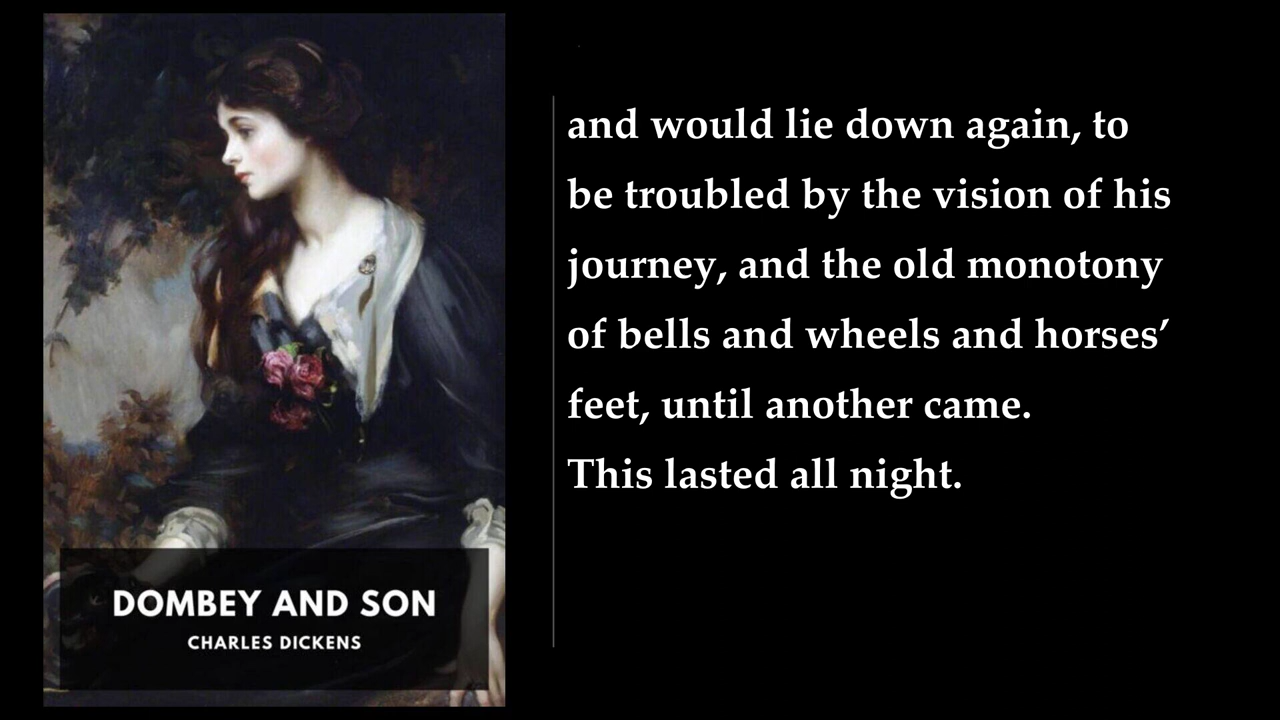 and would lie down again, to
be troubled by the vision of his
journey, and the old monotony
of bells and wheels and horses’
feet, until another came.
This lasted all night.
DOMBEY AND SON
CHARLES DICKENS